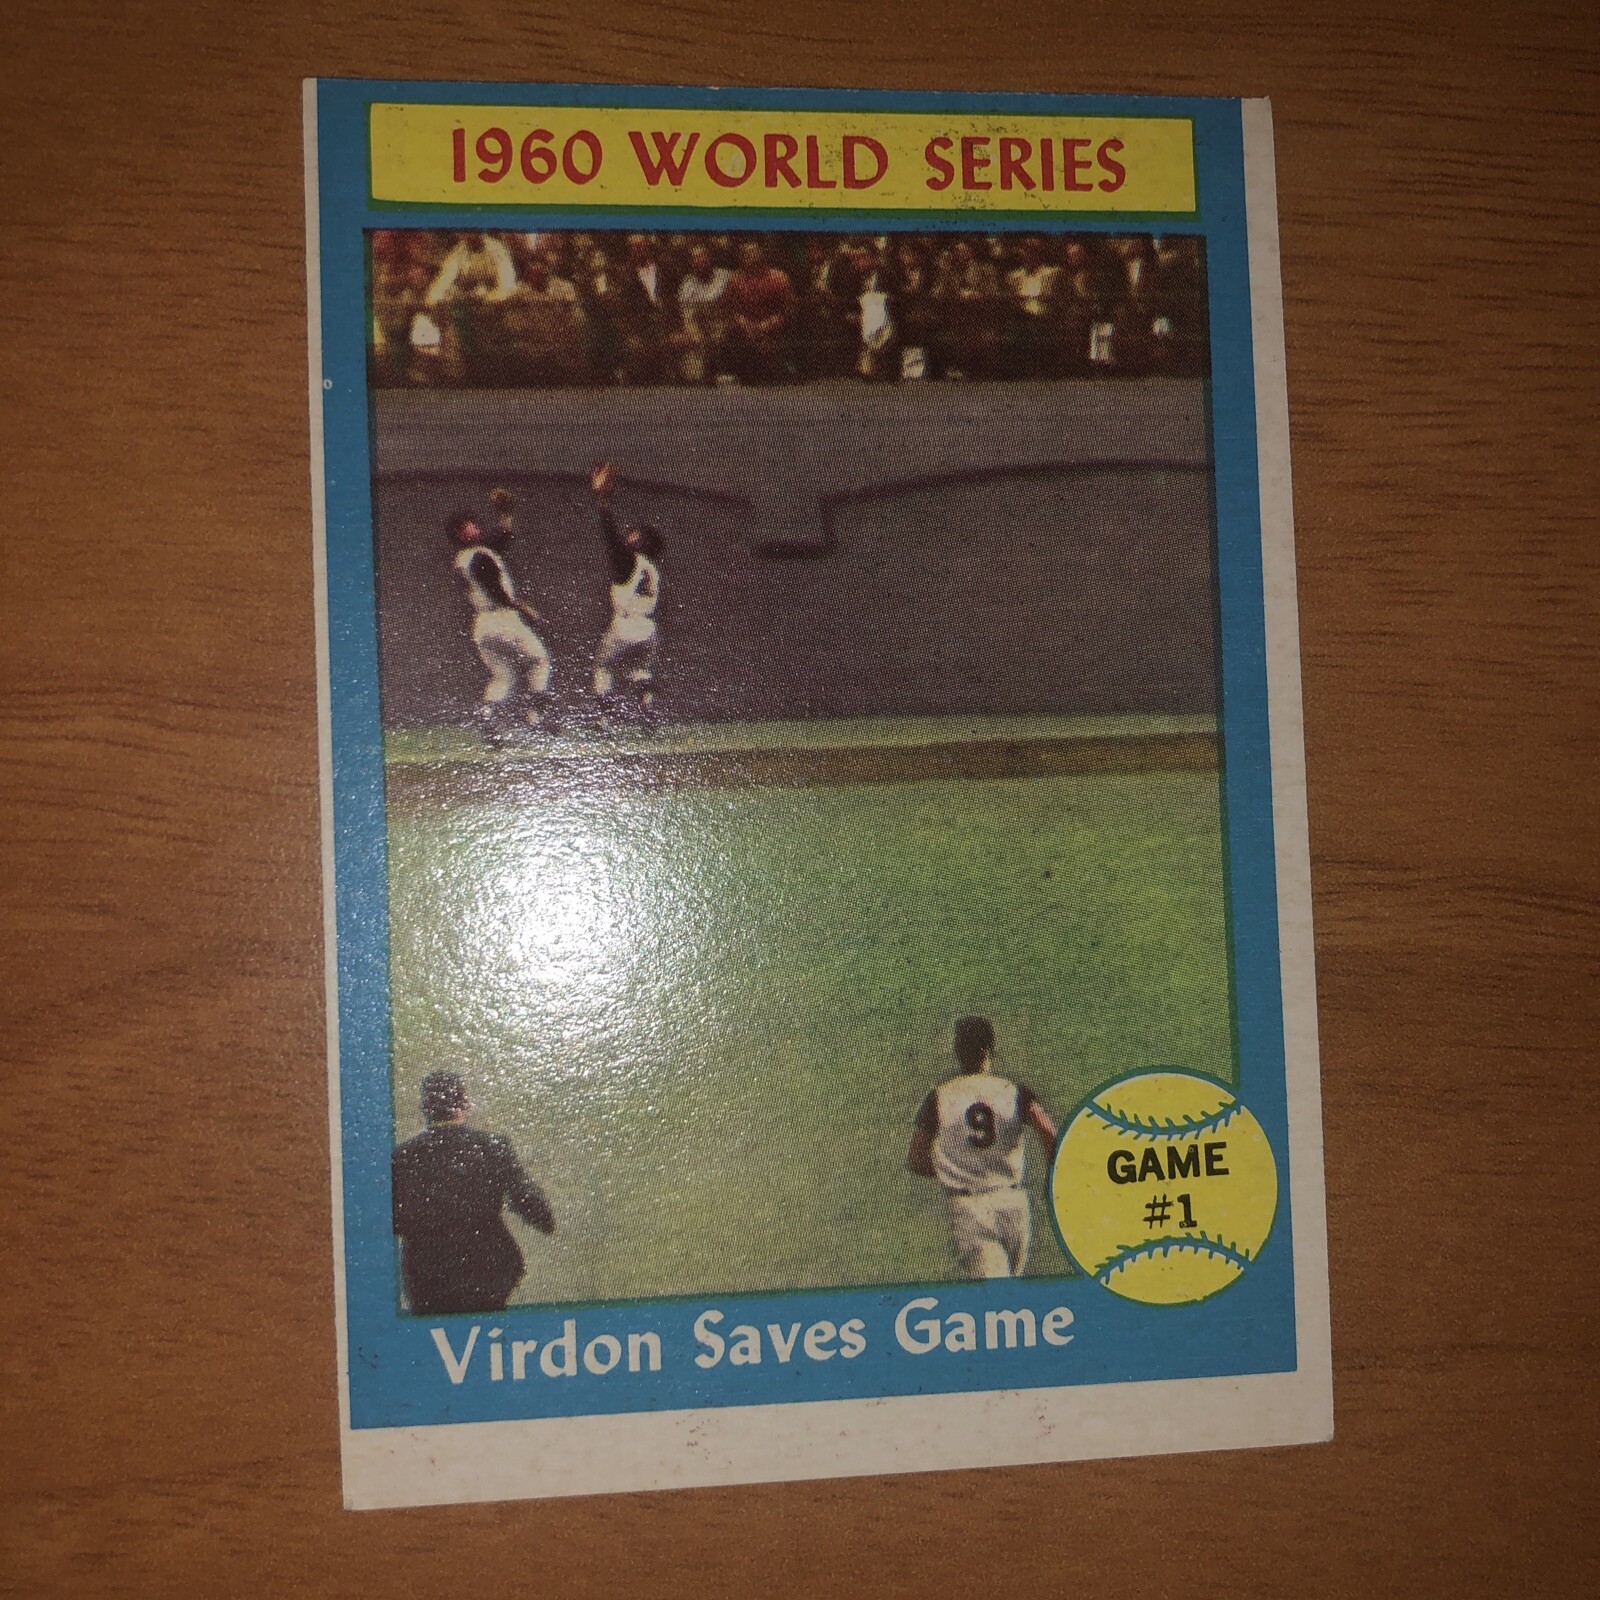 1960 WORLD SERIES
9
GAME
#1
Virdon Saves Game